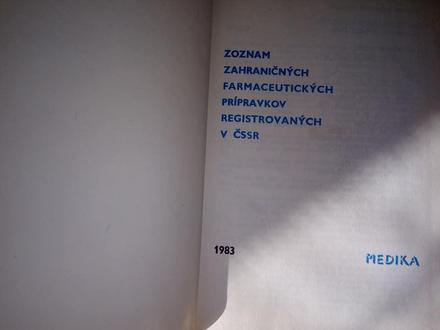 ZOZNAM
ZAHRANIČNÝCH
FARMACEUTICKÝCH
PRÍPRAVKOV
REGISTROVANÝCH
V ČSSR
1983
MEDIKA